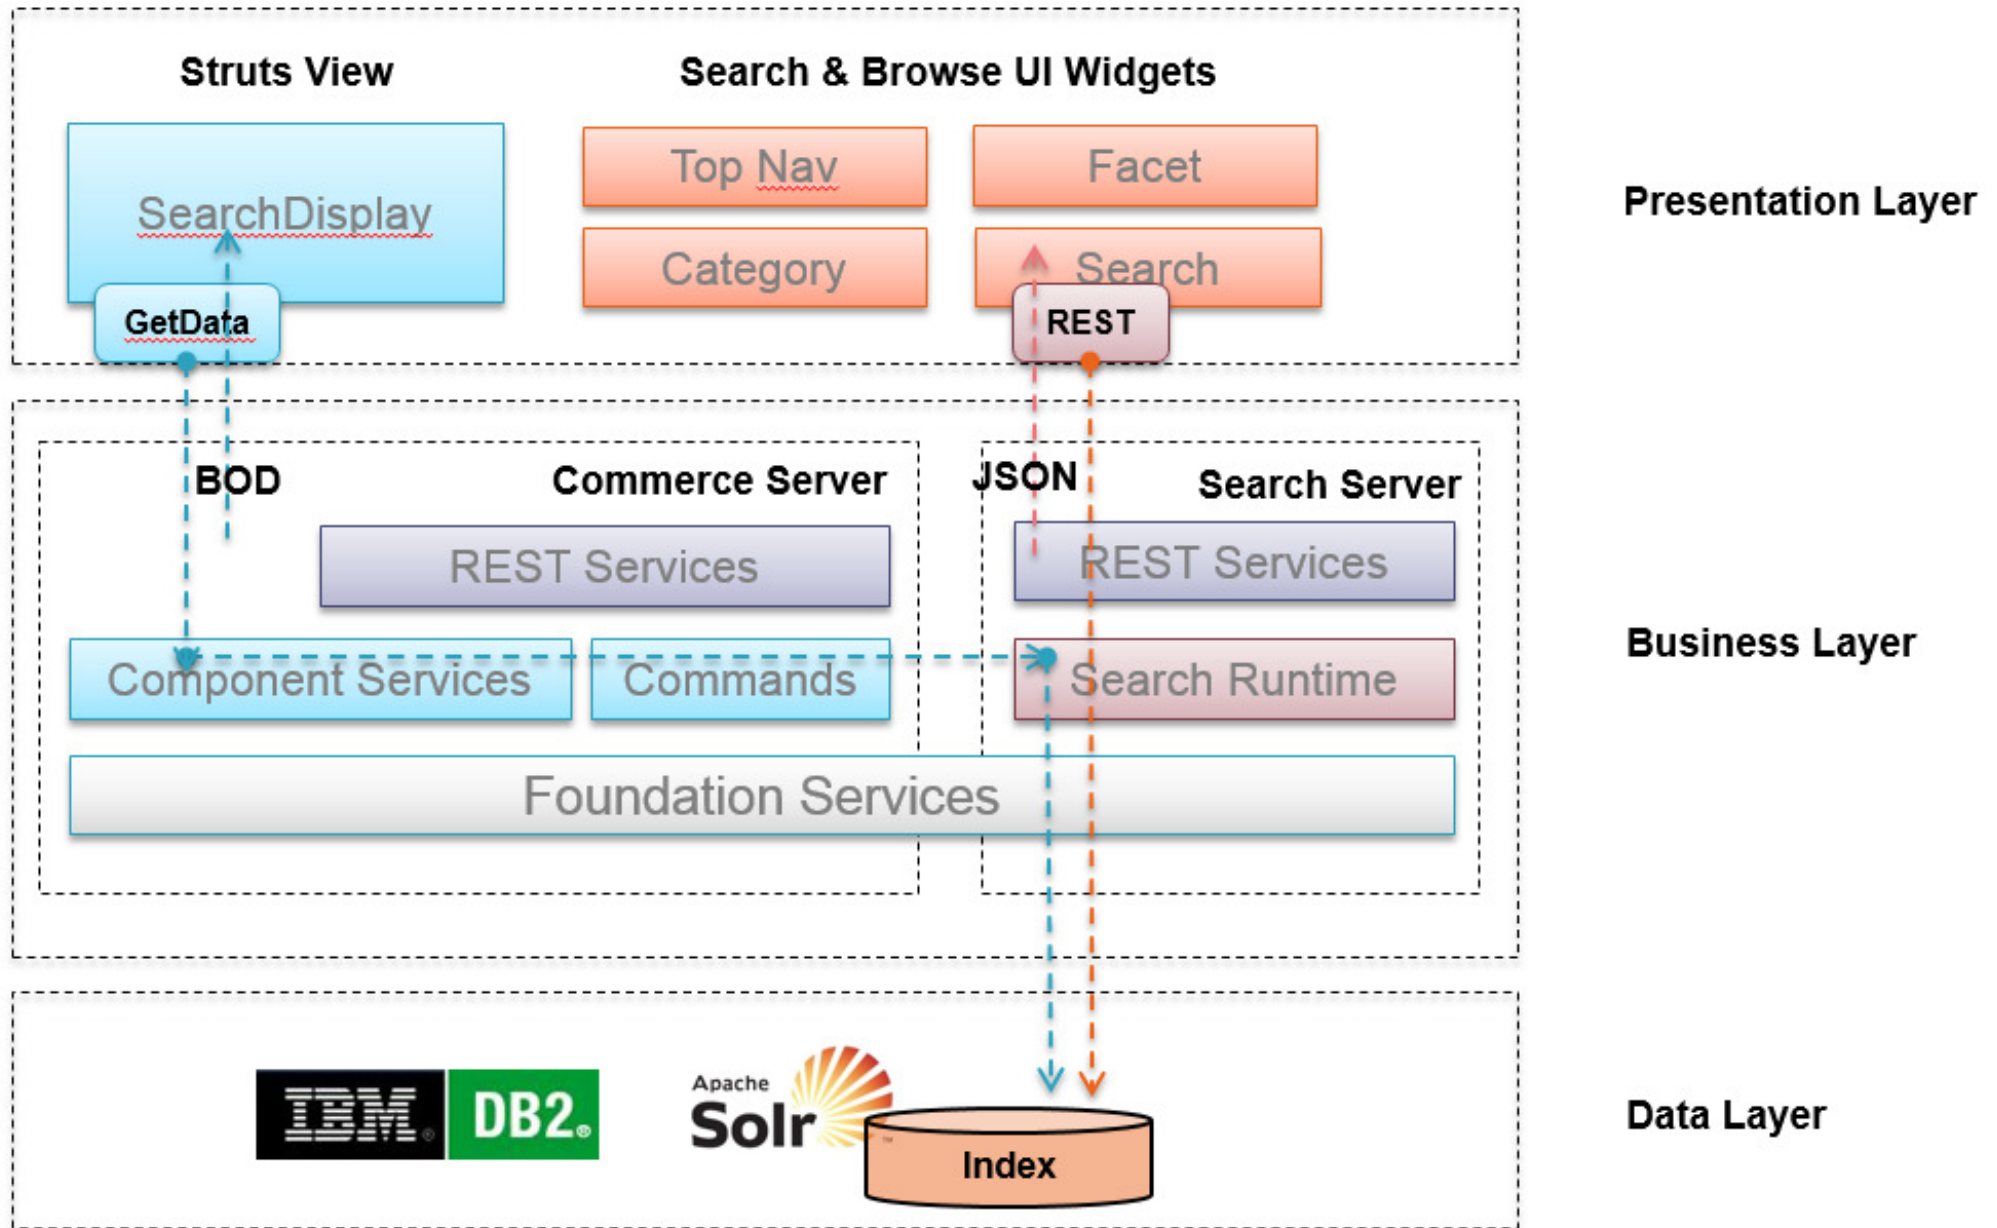 Struts View
Search & Browse UI Widgets
SearchDisplay
Top Nav
Facet
Category
Search
GetData
REST
Presentation Layer
BOD
Commerce Server
JSON
Search Server
REST Services
REST Services
Component Services
Commands
Search Runtime
Foundation Services
Business Layer
IBM®
DB2®
Apache
Solr™
Index
Data Layer